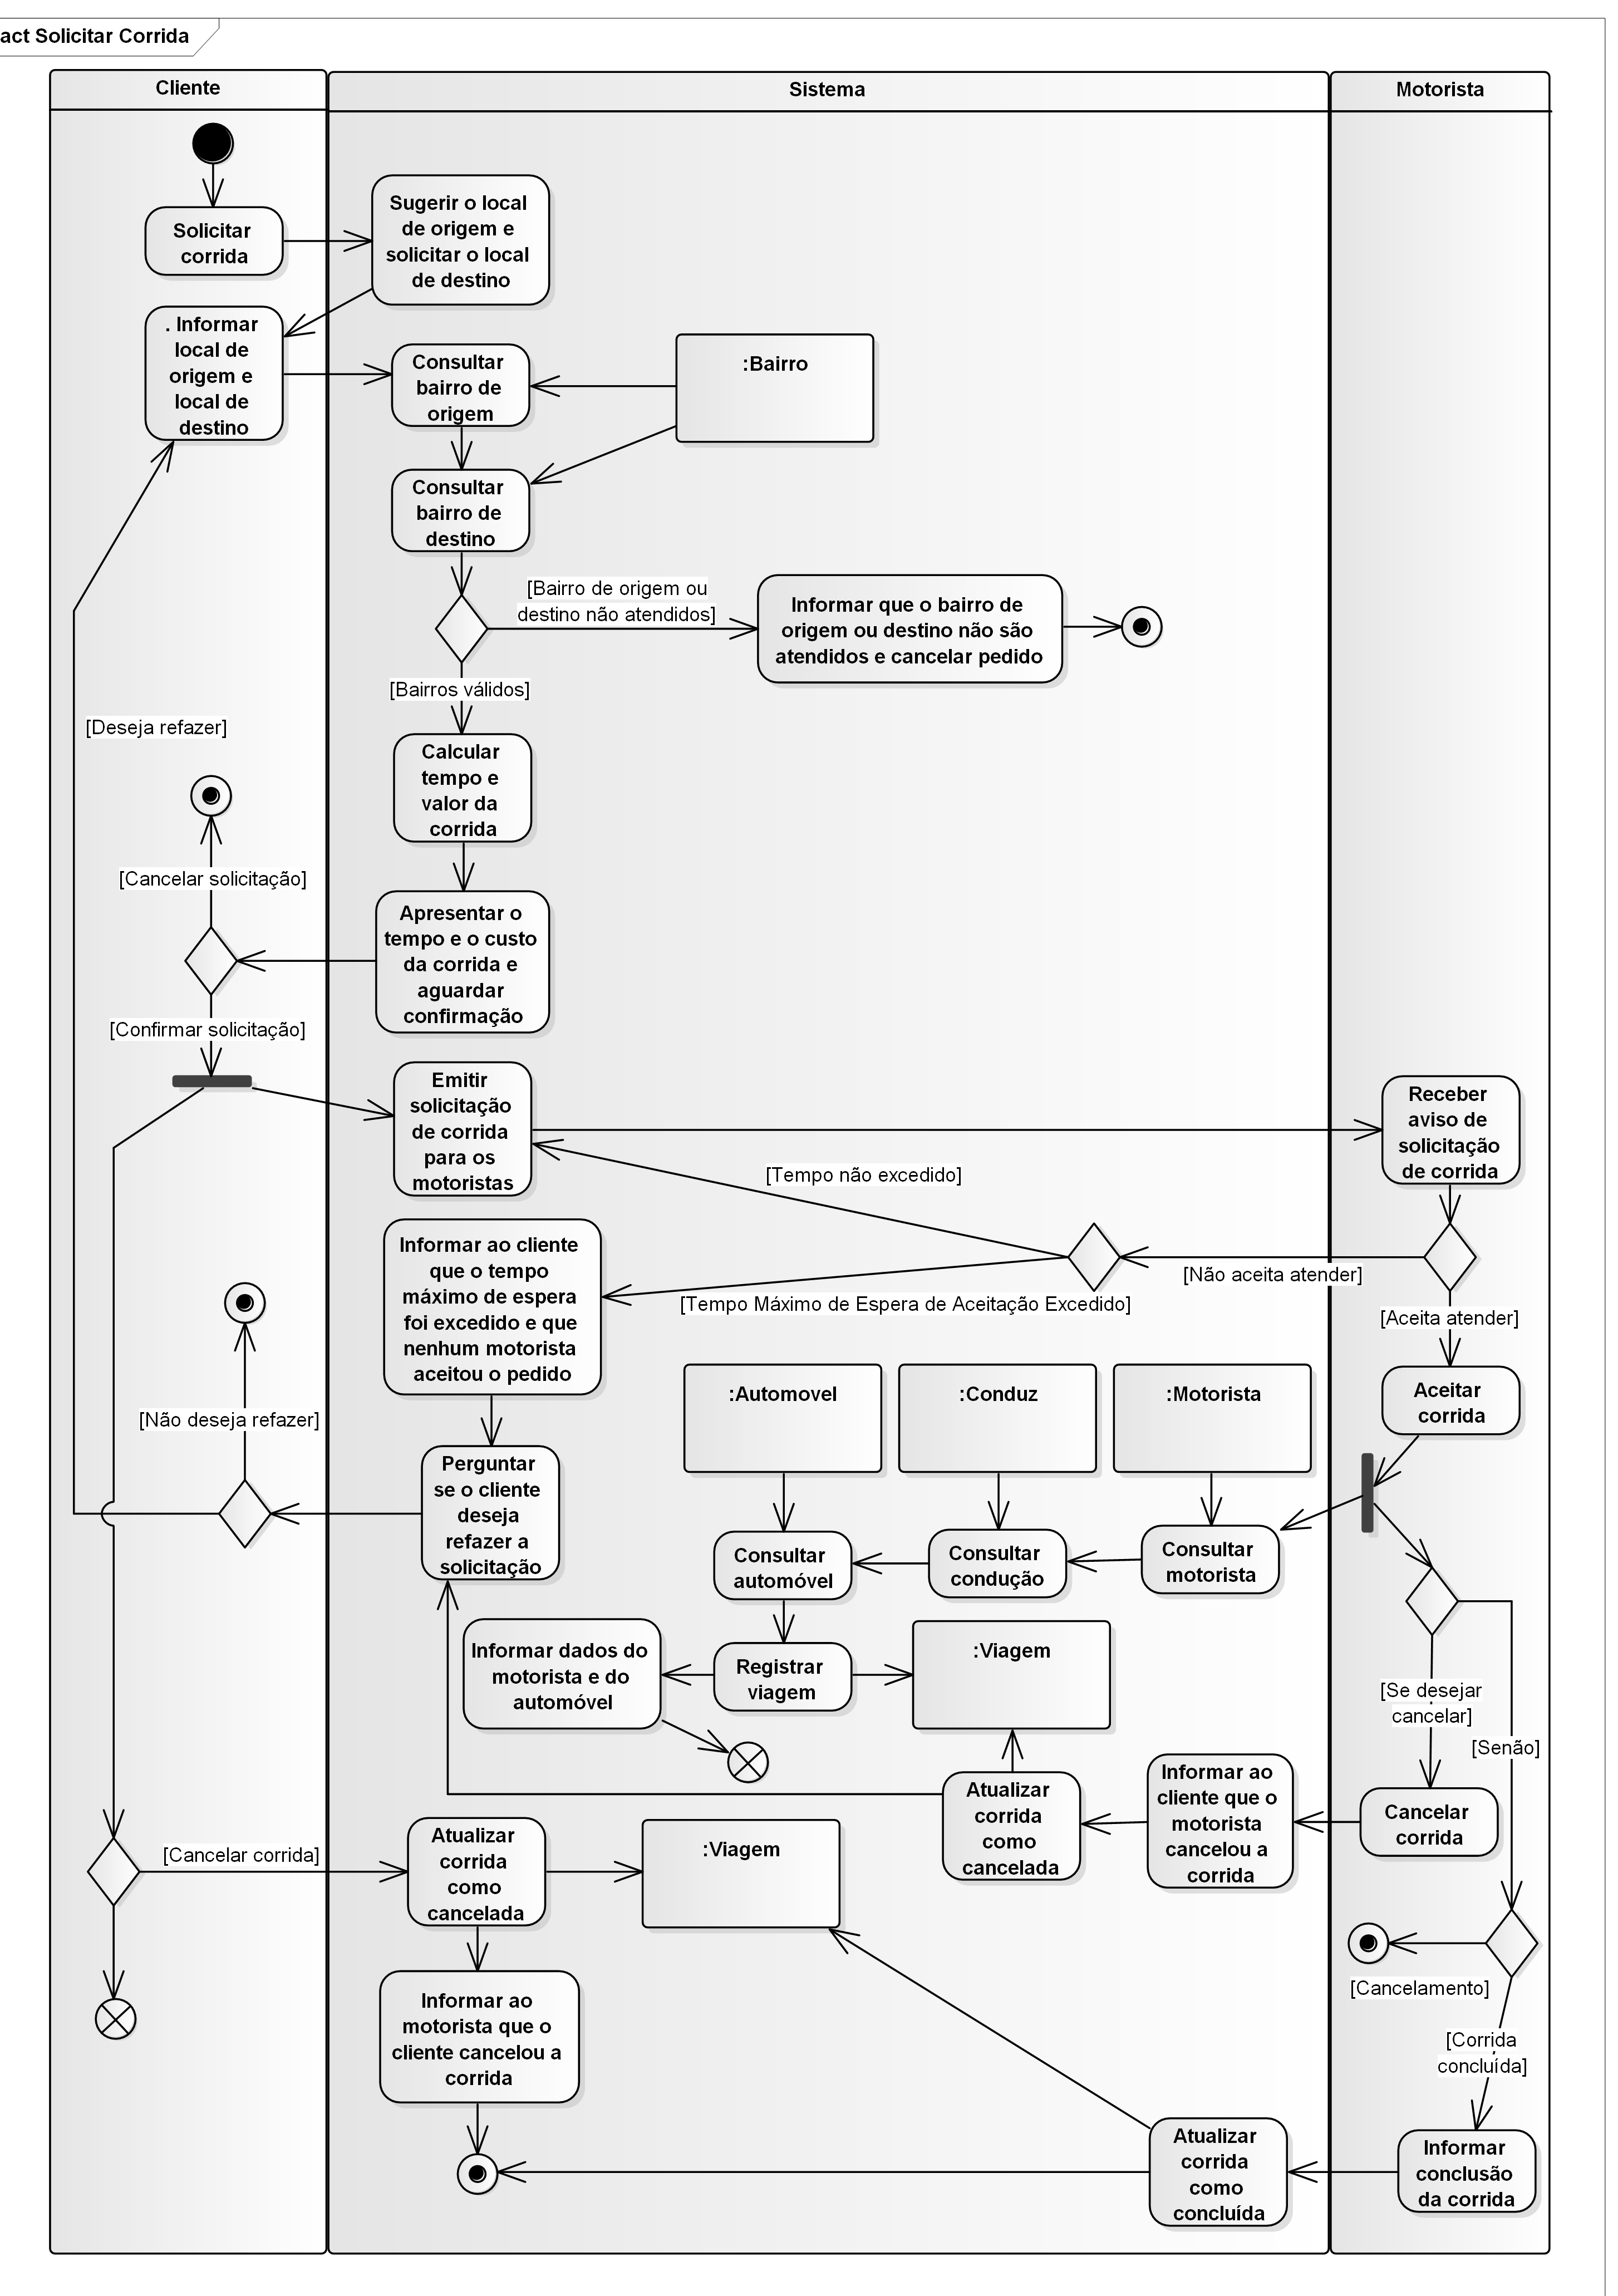 act Solicitar Corrida
Cliente
Sistema
Motorista
Solicitar
corrida
Sugerir o local
de origem e
solicitar o local
de destino
. Informar
local de
origem e
local de
destino
Consultar
bairro de
origem
:Bairro
Consultar
bairro de
destino
[Bairro de origem ou
destino não atendidos]
Informar que o bairro de
origem ou destino não são
atendidos e cancelar pedido
[Bairros válidos]
[Deseja refazer]
Calcular
tempo e
valor da
corrida
[Cancelar solicitação]
Apresentar o
tempo e o custo
da corrida e
aguardar
confirmação
[Confirmar solicitação]
Emitir
solicitação
de corrida
para os
motoristas
Receber
aviso de
solicitação
de corrida
[Tempo não excedido]
[Não aceita atender]
[Tempo Máximo de Espera de Aceitação Excedido]
[Aceita atender]
Informar ao cliente
que o tempo
máximo de espera
foi excedido e que
nenhum motorista
aceitou o pedido
:Automovel
:Conduz
:Motorista
Aceitar
corrida
[Não deseja refazer]
Perguntar
se o cliente
deseja
refazer a
solicitação
Consultar
automóvel
Consultar
condução
Consultar
motorista
Informar dados do
motorista e do
automóvel
Registrar
viagem
:Viagem
[Se desejar
cancelar]
[Senão]
Atualizar
corrida
como
cancelada
Informar ao
cliente que o
motorista
cancelou a
corrida
Cancelar
corrida
[Cancelar corrida]
Atualizar
corrida
como
cancelada
:Viagem
[Cancelamento]
Informar ao
motorista que o
cliente cancelou a
corrida
[Corrida
concluída]
Atualizar
corrida
como
concluída
Informar
conclusão
da corrida